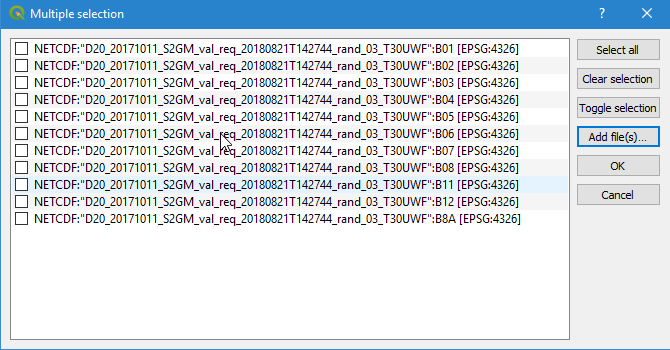 Multiple selection
NETCDF:"D20_20171011_S2GM_val_req_20180821T142744_rand_03_T30UWF":B01 [EPSG:4326]
NETCDF:"D20_20171011_S2GM_val_req_20180821T142744_rand_03_T30UWF":B02 [EPSG:4326]
NETCDF:"D20_20171011_S2GM_val_req_20180821T142744_rand_03_T30UWF":B03 [EPSG:4326]
NETCDF:"D20_20171011_S2GM_val_req_20180821T142744_rand_03_T30UWF":B04 [EPSG:4326]
NETCDF:"D20_20171011_S2GM_val_req_20180821T142744_rand_03_T30UWF":B05 [EPSG:4326]
NETCDF:"D20_20171011_S2GM_val_req_20180821T142744_rand_03_T30UWF":B06 [EPSG:4326]
NETCDF:"D20_20171011_S2GM_val_req_20180821T142744_rand_03_T30UWF":B07 [EPSG:4326]
NETCDF:"D20_20171011_S2GM_val_req_20180821T142744_rand_03_T30UWF":B08 [EPSG:4326]
NETCDF:"D20_20171011_S2GM_val_req_20180821T142744_rand_03_T30UWF":B11 [EPSG:4326]
NETCDF:"D20_20171011_S2GM_val_req_20180821T142744_rand_03_T30UWF":B12 [EPSG:4326]
NETCDF:"D20_20171011_S2GM_val_req_20180821T142744_rand_03_T30UWF":B8A [EPSG:4326]
Select all
Clear selection
Toggle selection
Add file(s)...
OK
Cancel